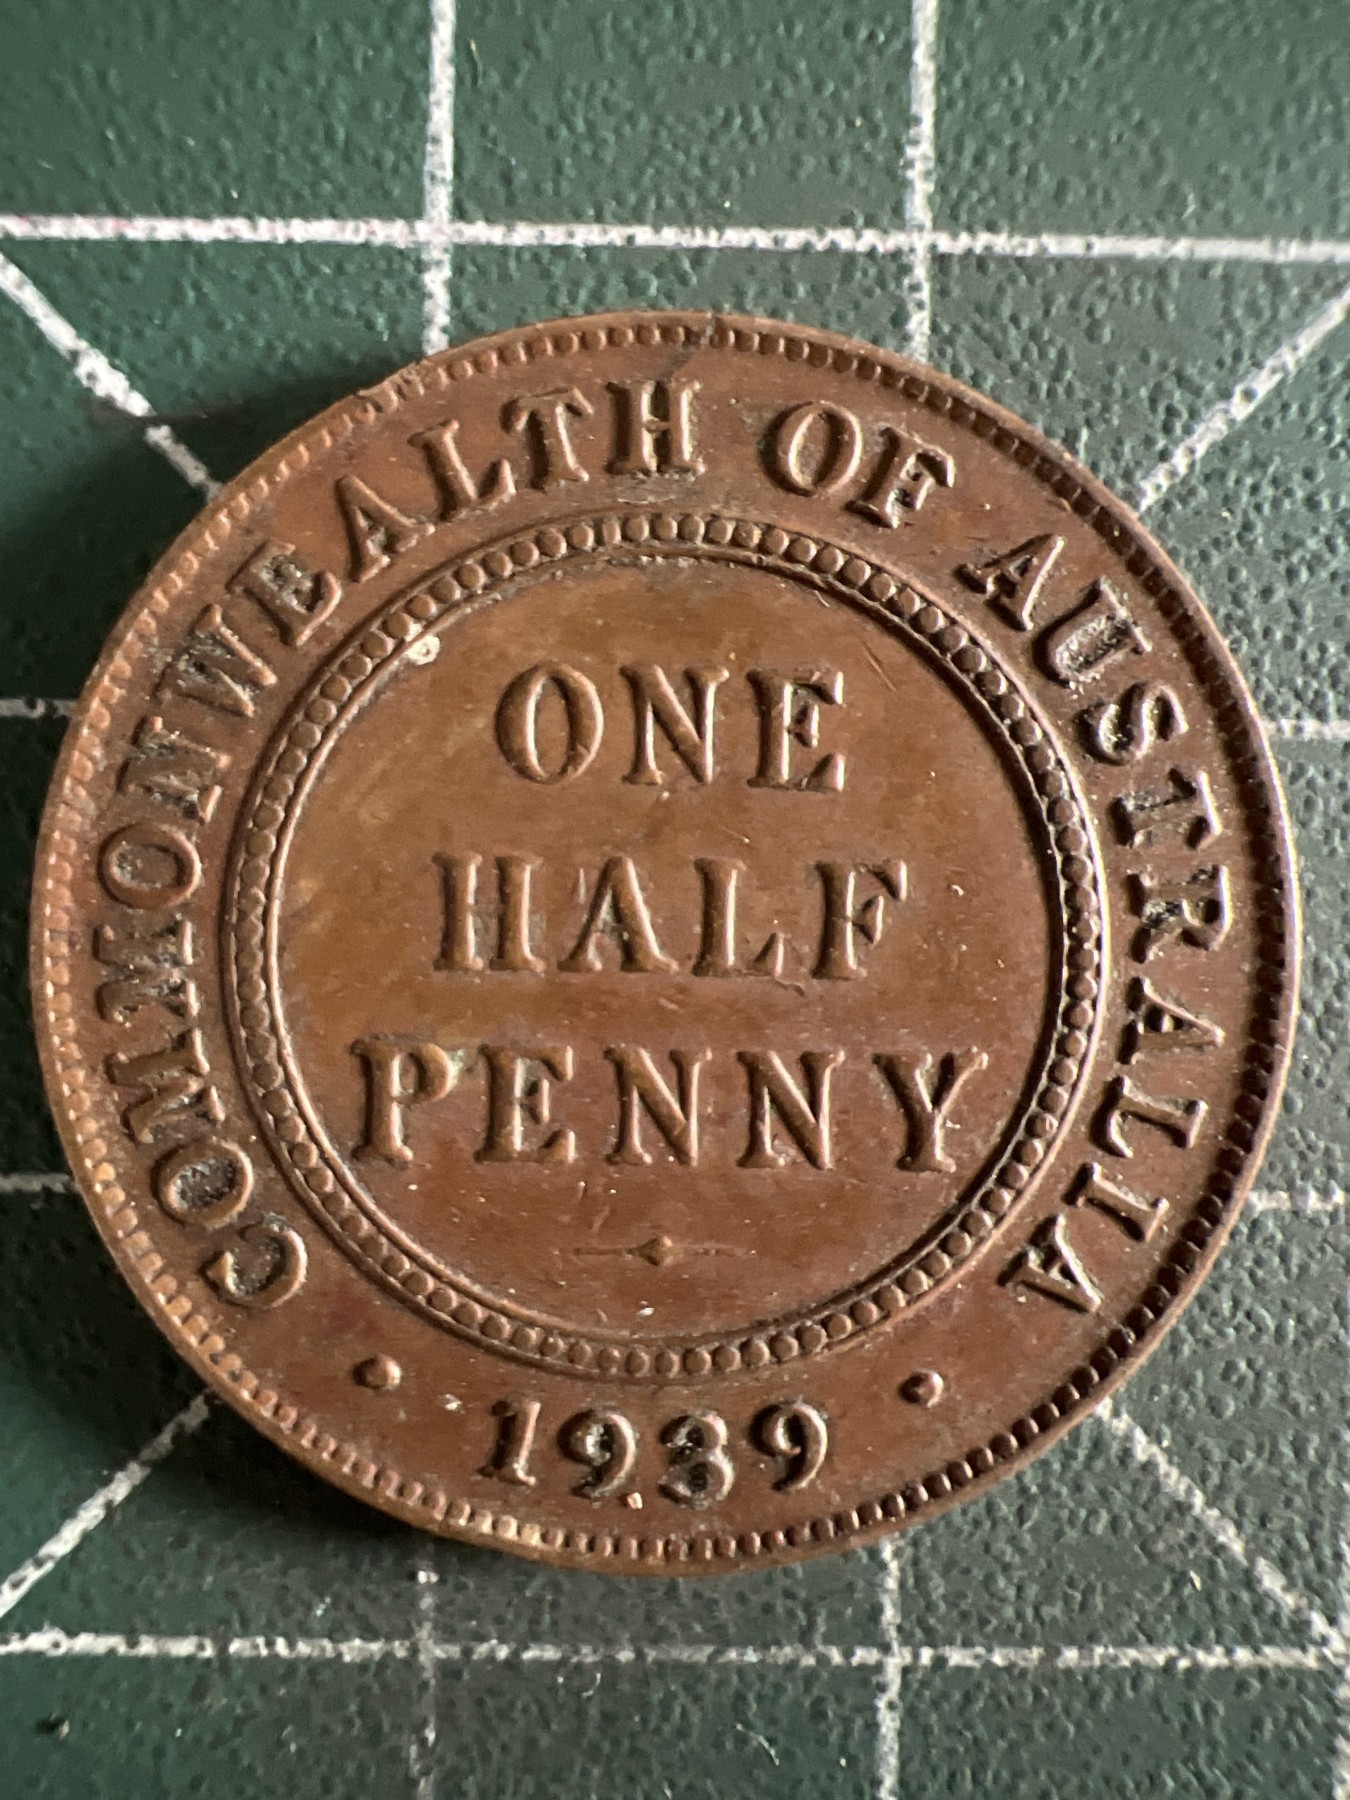 COMMONWEALTH OF AUSTRALIA
ONE
HALF
PENNY
1939